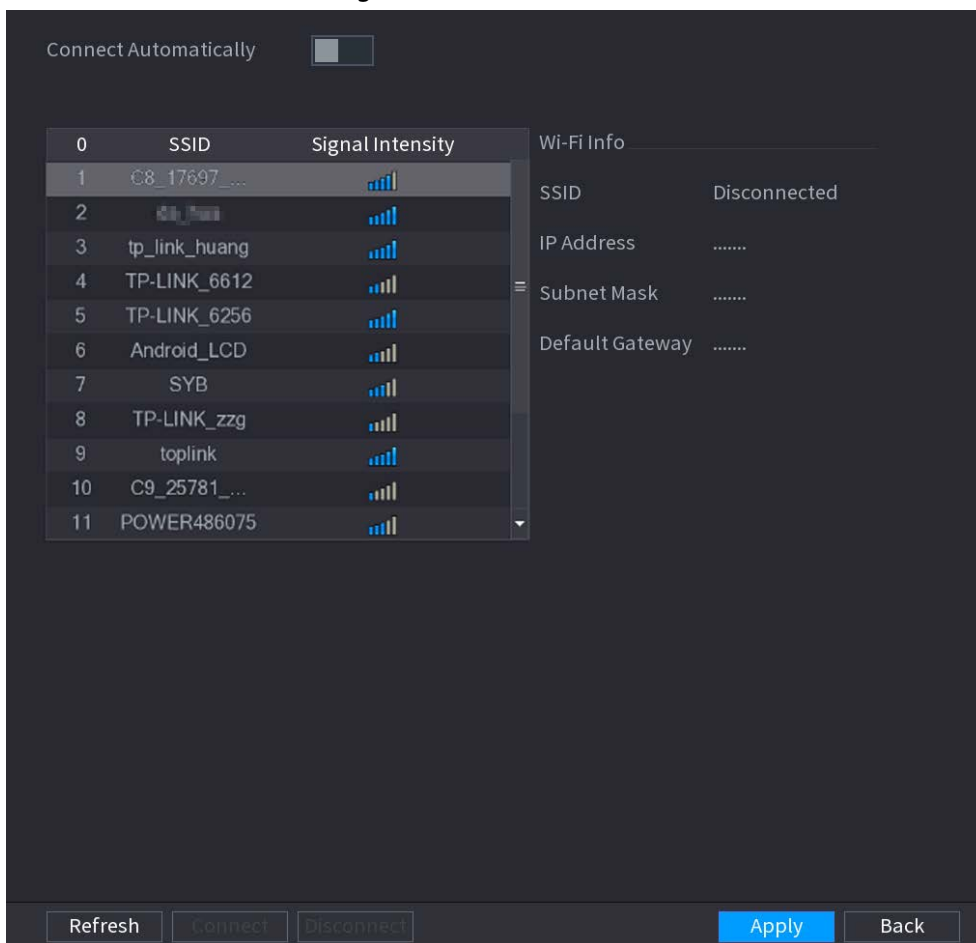 Connect Automatically
0 SSID Signal Intensity
1 C8_17697_...
2
3 tp_link_huang
4 TP-LINK_6612
5 TP-LINK_6256
6 Android_LCD
7 SYB
8 TP-LINK_zzg
9 toplink
10 C9_25781_...
11 POWER486075
Wi-Fi Info
SSID Disconnected
IP Address .......
Subnet Mask .......
Default Gateway .......
Refresh Connect Disconnect Apply Back